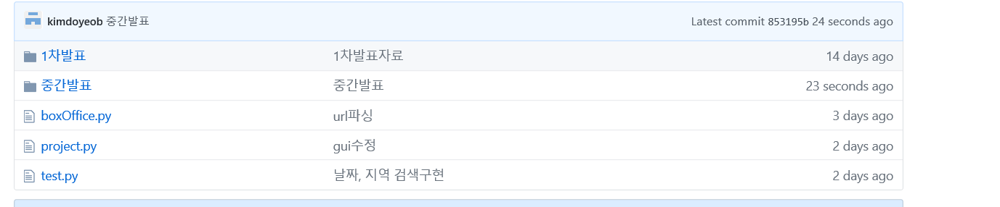 kimdoyeob 중간발표 Latest commit 853195b 24 seconds ago
1차발표 1차발표자료 14 days ago
중간발표 중간발표 23 seconds ago
boxOffice.py url파싱 3 days ago
project.py gui수정 2 days ago
test.py 날짜, 지역 검색구현 2 days ago